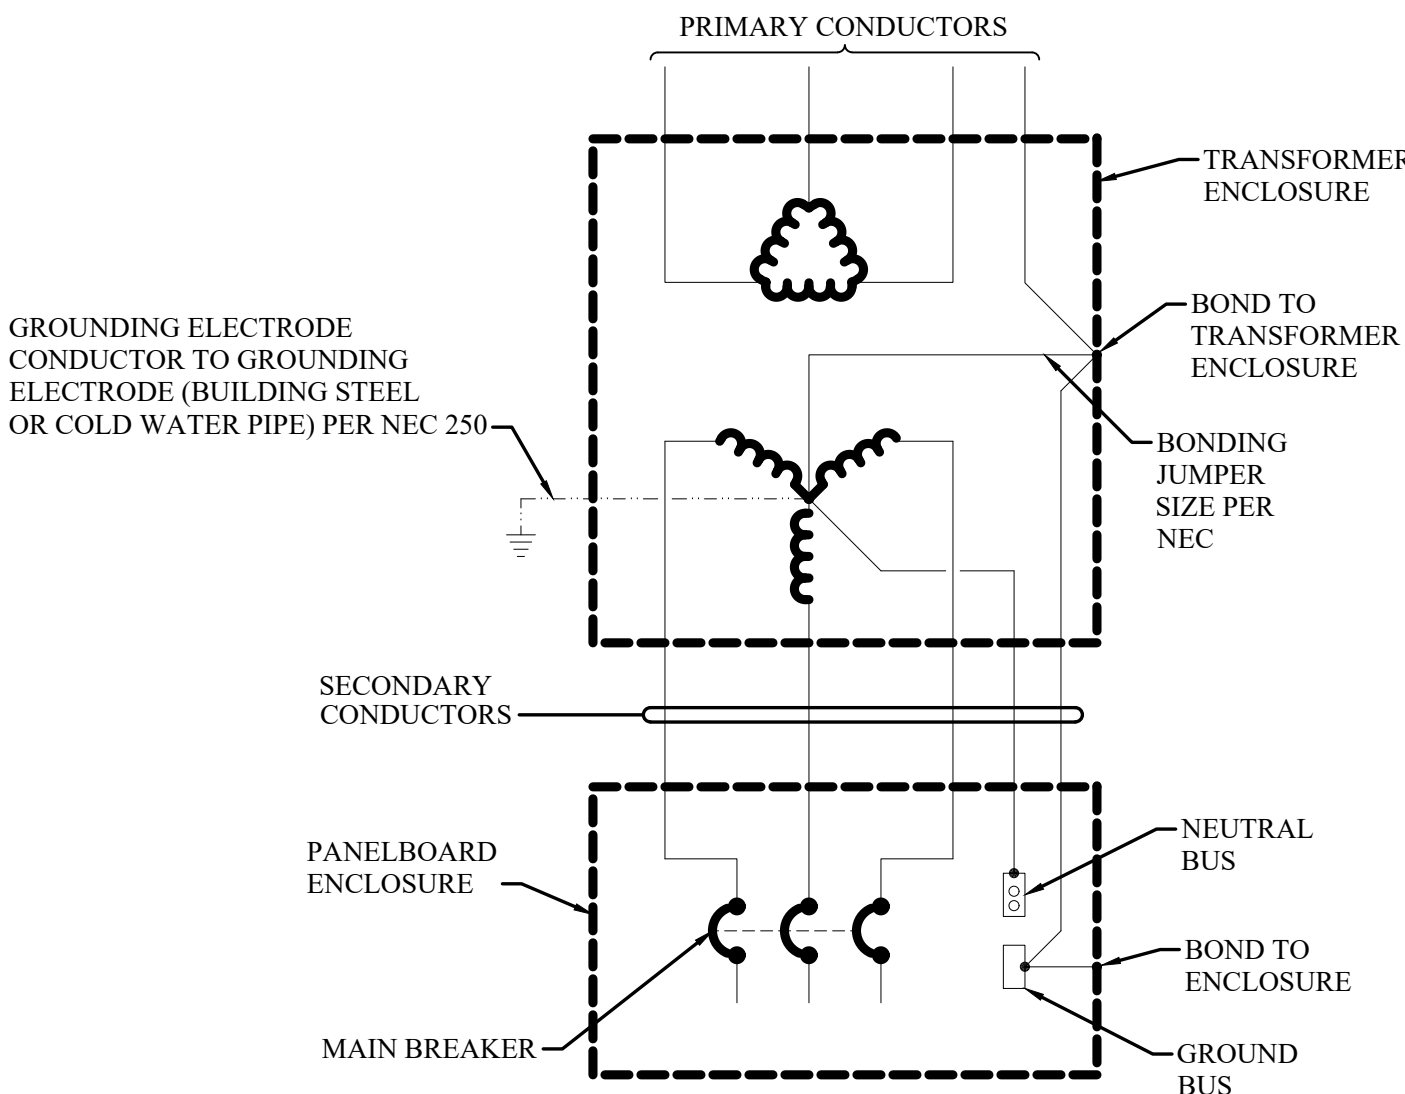 PRIMARY CONDUCTORS
TRANSFORMER
ENCLOSURE
BOND TO
TRANSFORMER
ENCLOSURE
GROUNDING ELECTRODE
CONDUCTOR TO GROUNDING
ELECTRODE (BUILDING STEEL
OR COLD WATER PIPE) PER NEC 250
BONDING
JUMPER
SIZE PER
NEC
SECONDARY
CONDUCTORS
PANELBOARD
ENCLOSURE
NEUTRAL
BUS
BOND TO
ENCLOSURE
MAIN BREAKER
GROUND
BUS